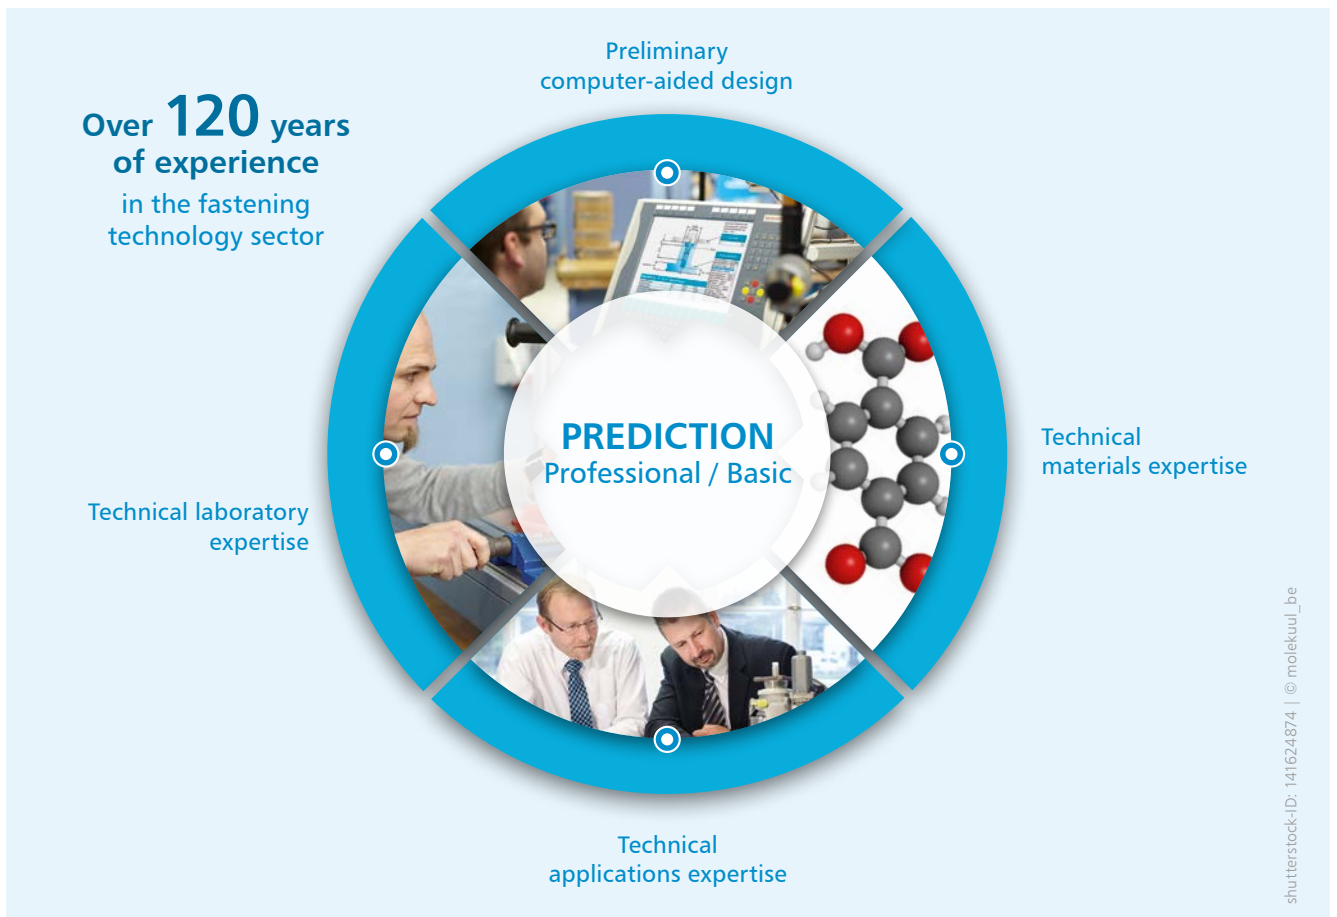 Preliminary
computer-aided design
Over 120 years
of experience
in the fastening
technology sector
PREDICTION
Professional / Basic
Technical
materials expertise
Technical laboratory
expertise
Technical
applications expertise
shutterstock-ID: 141624874 | © molekuul_be